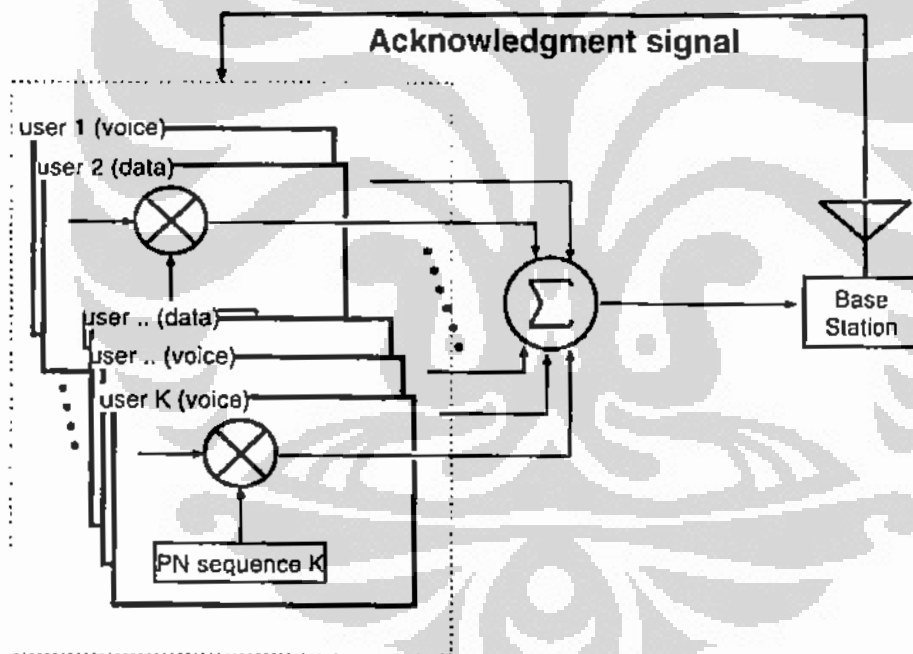 Acknowledgment signal
user 1 (voice)
user 2 (data)
user .. (data)
user .. (voice)
user K (voice)
PN sequence K
Σ
Base
Station